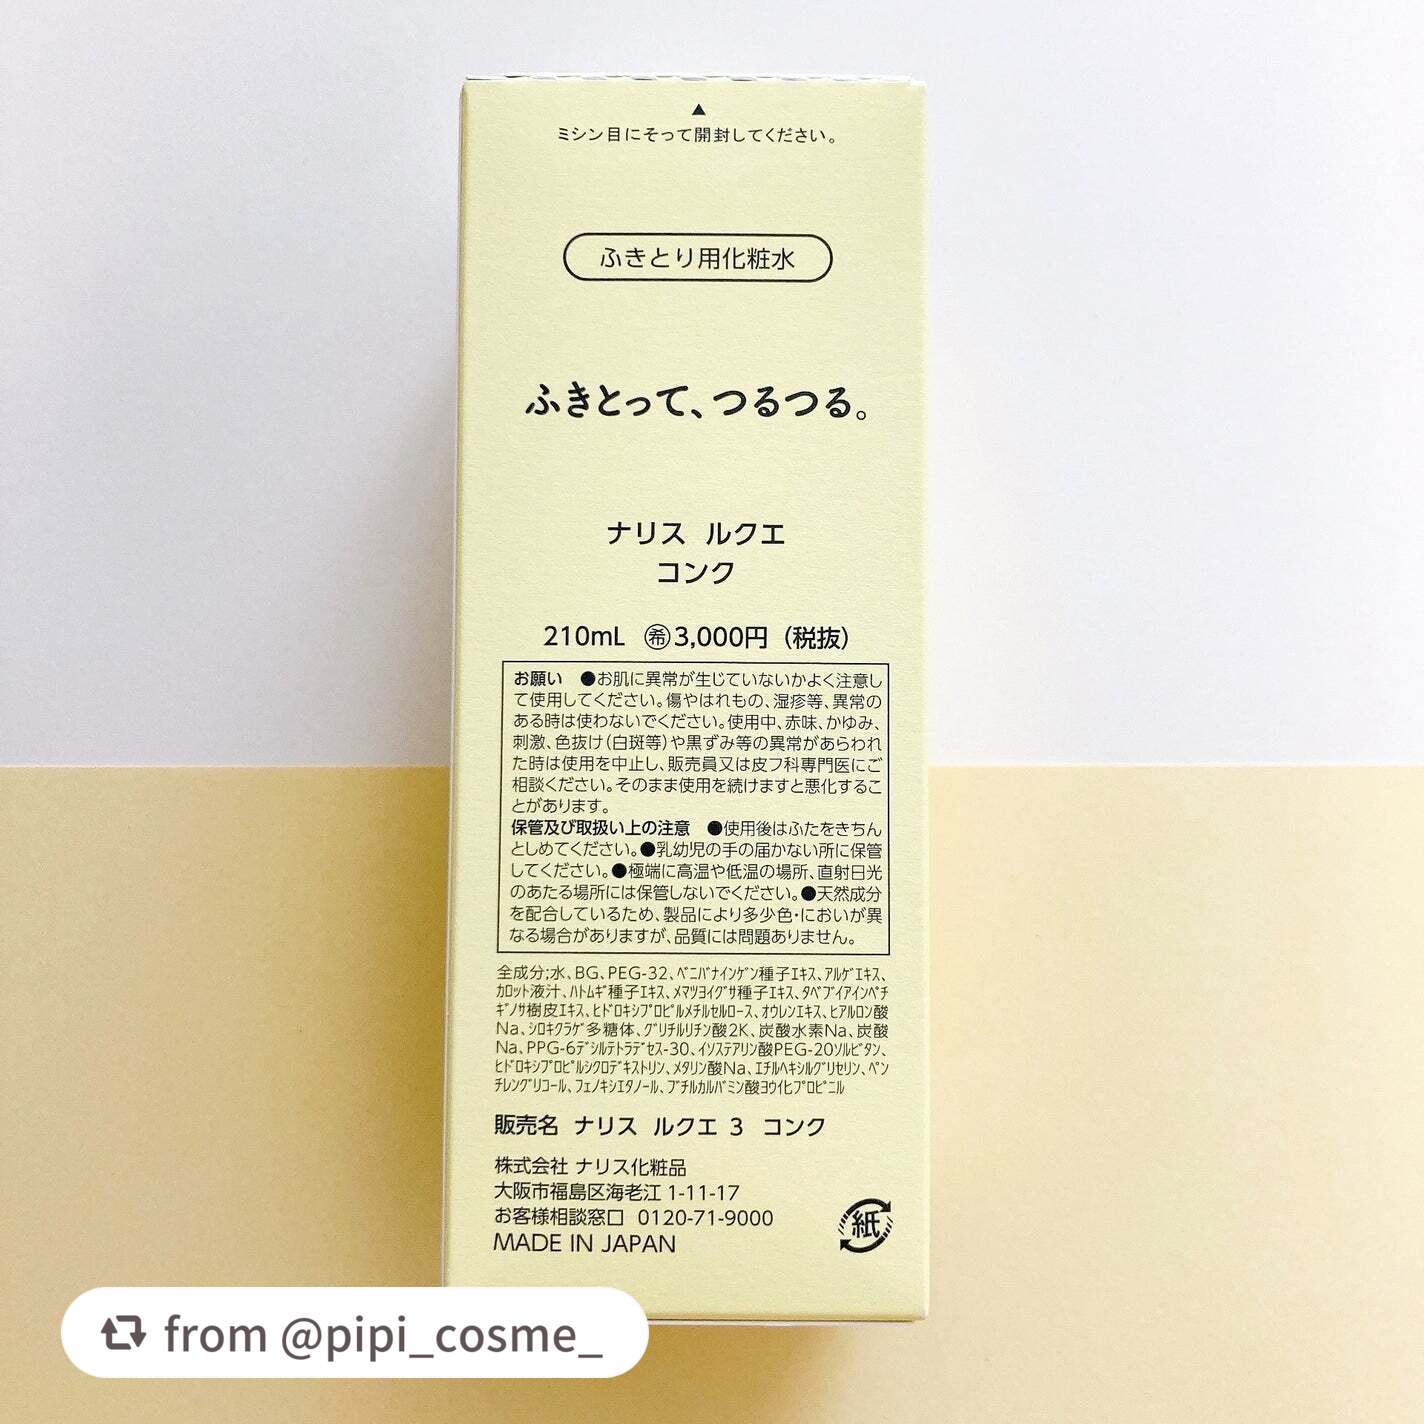 ▲
ミシン目にそって開封してください。
ふきとり用化粧水
ふきとって、つるつる。
ナリス ルクエ
コンク
210mL ㊭3,000円（税抜）
お願い ●お肌に異常が生じていないかよく注意し
て使用してください。傷やはれもの、湿疹等、異常の
ある時は使わないでください。使用中、赤味、かゆみ、
刺激、色抜け（白斑等）や黒ずみ等の異常があらわれ
た時は使用を中止し、販売員又は皮フ科専門医にご
相談ください。そのまま使用を続けますと悪化するこ
とがあります。
保管及び取扱い上の注意 ●使用後はふたをきちん
としめてください。●乳幼児の手の届かない所に保管
してください。●極端に高温や低温の場所、直射日光
のあたる場所には保管しないでください。●天然成分
を配合しているため、製品により多少色・においが異
なる場合がありますが、品質には問題ありません。
全成分;水、BG、PEG-32、ベニバナインゲン種子エキス、アルゲエキス、
カロット液汁、ハトムギ種子エキス、メマツヨイグサ種子エキス、タベブイアインペチ
ギノサ樹皮エキス、ヒドロキシプロピルメチルセルロース、オウレンエキス、ヒアルロン酸
Na、シロキクラゲ多糖体、グリチルリチン酸2K、炭酸水素Na、炭酸
Na、PPG-6デシルテトラデセス-30、イソステアリン酸PEG-20ソルビタン、
ヒドロキシプロピルシクロデキストリン、メタリン酸Na、エチルヘキシルグリセリン、ペン
チレングリコール、フェノキシエタノール、ブチルカルバミン酸ヨウ化プロピニル
販売名 ナリス ルクエ 3 コンク
株式会社 ナリス化粧品
大阪市福島区海老江 1-11-17
お客様相談窓口 0120-71-9000
MADE IN JAPAN
紙
from @pipi_cosme_